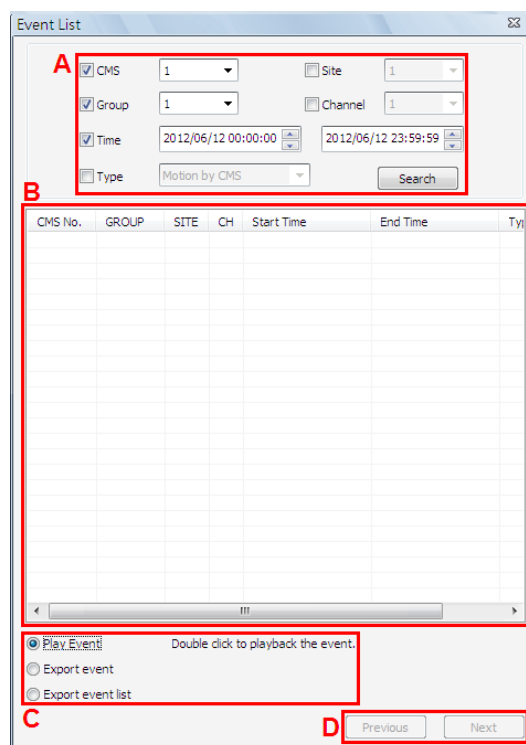 Event List
A
CMS 1 Site 1
Group 1 Channel 1
Time 2012/06/12 00:00:00 2012/06/12 23:59:59
Type Motion by CMS Search
B
CMS No. GROUP SITE CH Start Time End Time Ty
Play Event Double click to playback the event.
Export event
Export event list
C
D Previous Next